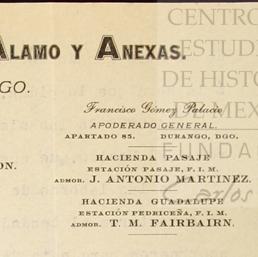 CENTRO
ESTUDI
ALAMO Y ANEXAS.
DE HISTO
GO.
DE MEX
Francisco Gómez Palacio
APODERADO GENERAL.
APARTADO 85. DURANGO, DGO.
FUNDA
HACIENDA PASAJE
ON.
ESTACIÓN PASAJE, F. I. M.
ADMOR. J. ANTONIO MARTINEZ.
Carlos
HACIENDA GUADALUPE
ESTACIÓN PEDRICEÑA, F. I. M.
ADMOR. T. M. FAIRBAIRN.